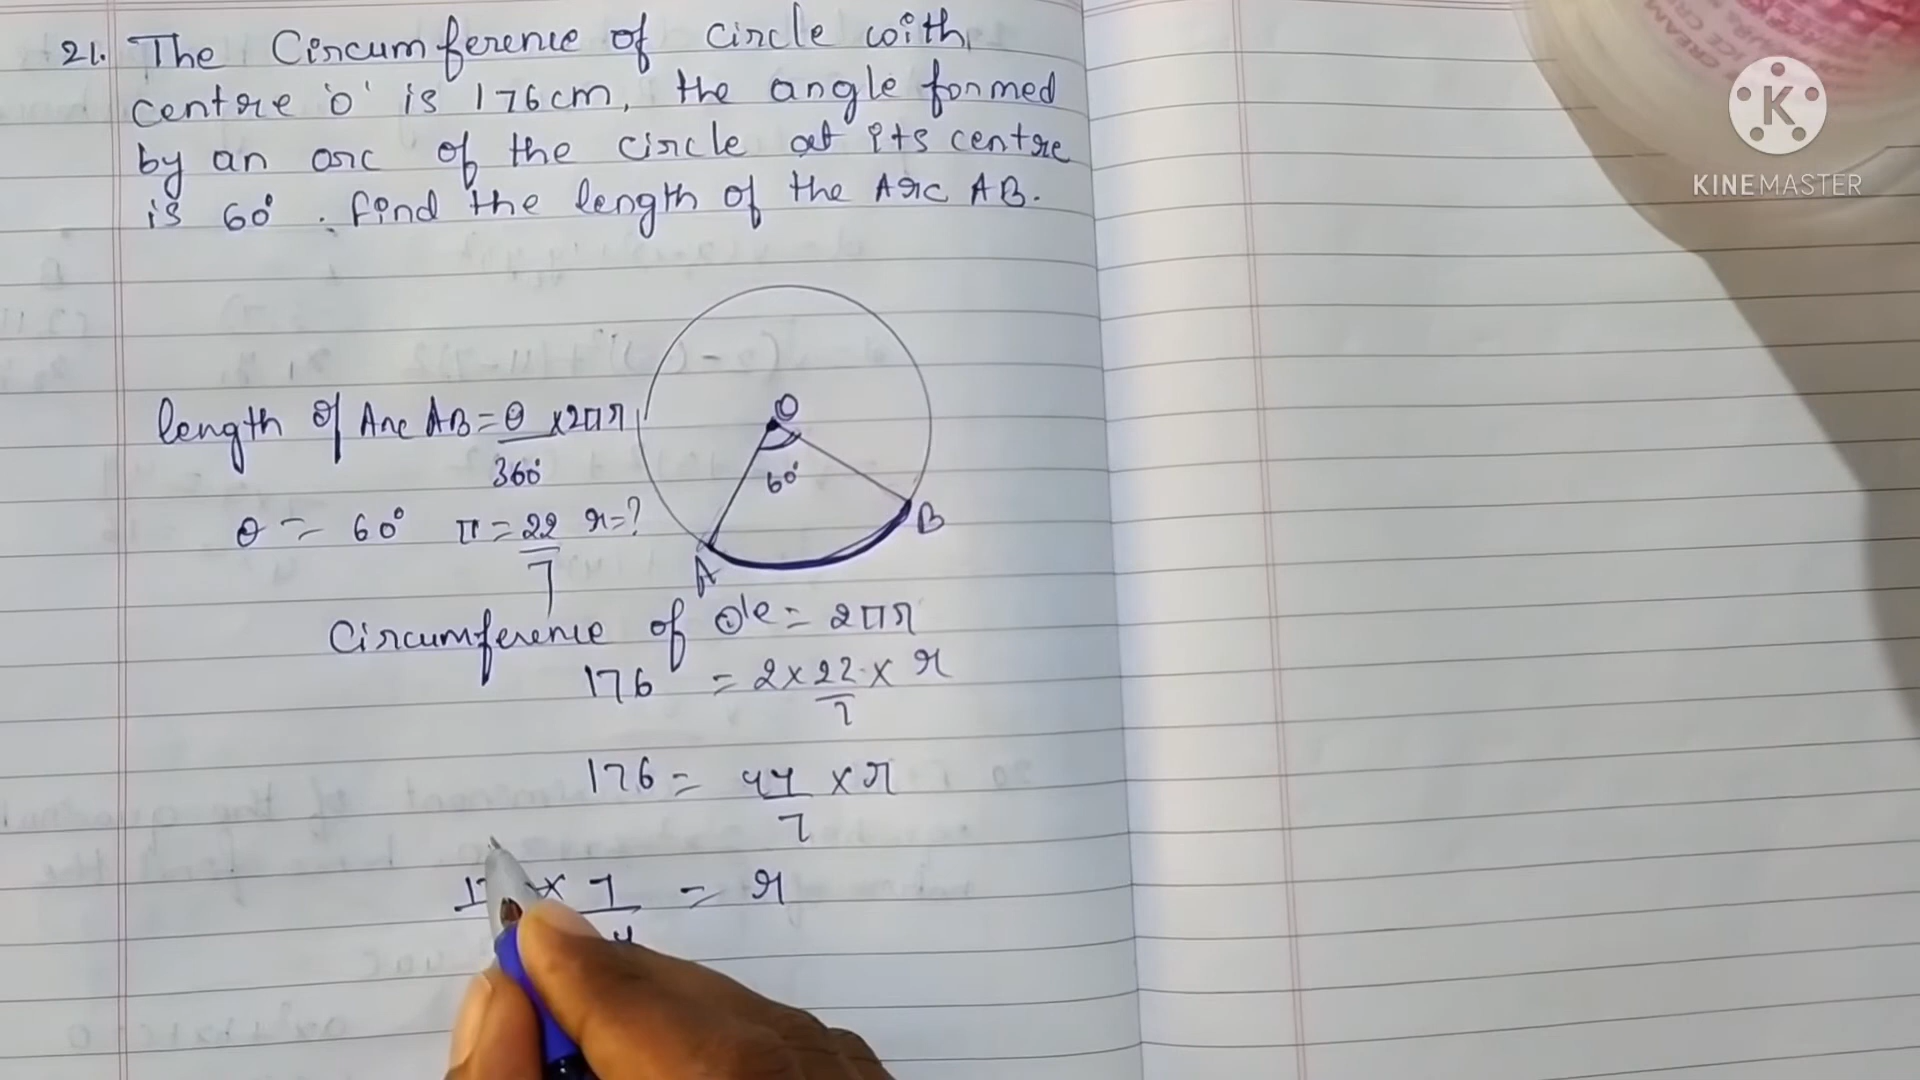 21. The Circumference of circle with
centre 'o' is 176cm, the angle formed
by an arc of the circle at its centre
is 60°. find the length of the Arc AB.
length of Arc AB = θ × 2πr
360°
O
60°
A
B
θ = 60° π = 22 r = ?
7
Circumference of ⊙le = 2πr
176 = 2 × 22 × r
7
176 = 44 × r
7
× 7 = r
K
KINEMASTER